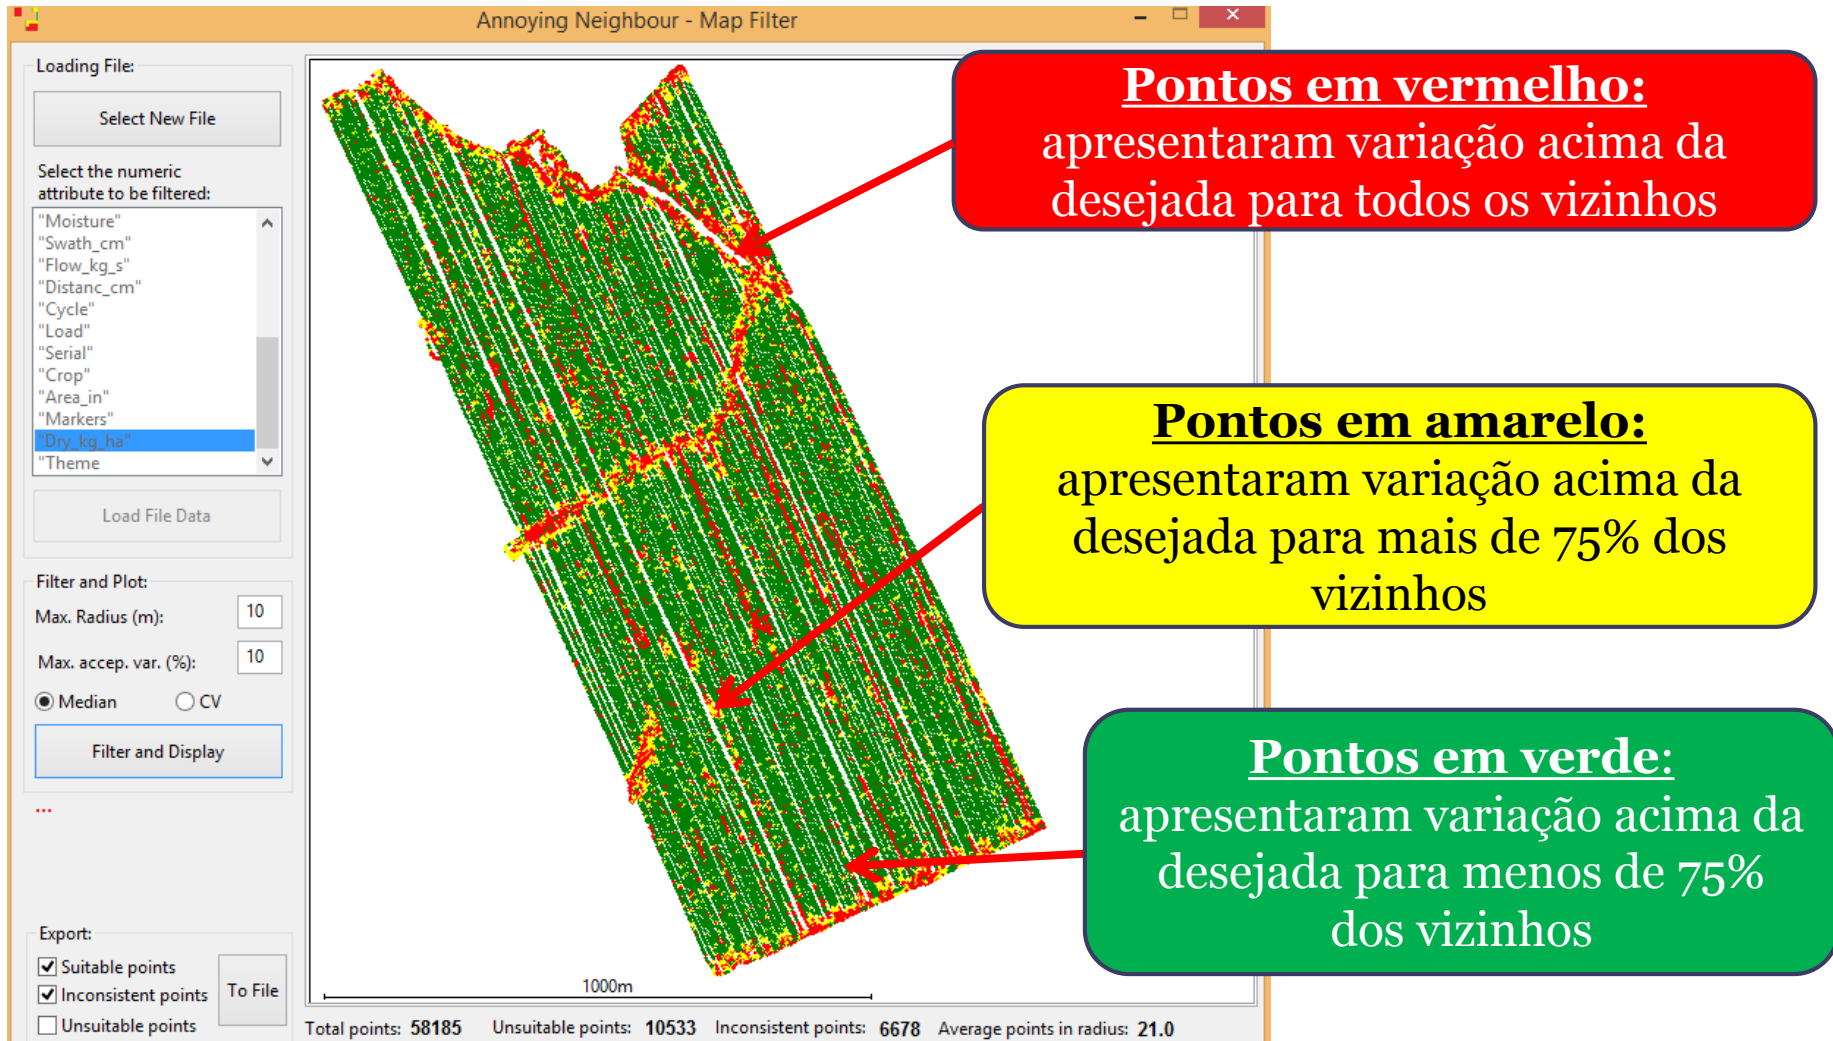 Annoying Neighbour - Map Filter
Loading File:
Select New File
Select the numeric
attribute to be filtered:
"Moisture"
"Swath_cm"
"Flow_kg_s"
"Distanc_cm"
"Cycle"
"Load"
"Serial"
"Crop"
"Area_in"
"Markers"
"Dry_kg_ha"
"Theme
Load File Data
Filter and Plot:
Max. Radius (m): 10
Max. accep. var. (%): 10
Median CV
Filter and Display
...
Export:
Suitable points
Inconsistent points
Unsuitable points
To File
1000m
Total points: 58185 Unsuitable points: 10533 Inconsistent points: 6678 Average points in radius: 21.0
Pontos em vermelho:
apresentaram variação acima da
desejada para todos os vizinhos
Pontos em amarelo:
apresentaram variação acima da
desejada para mais de 75% dos
vizinhos
Pontos em verde:
apresentaram variação acima da
desejada para menos de 75%
dos vizinhos